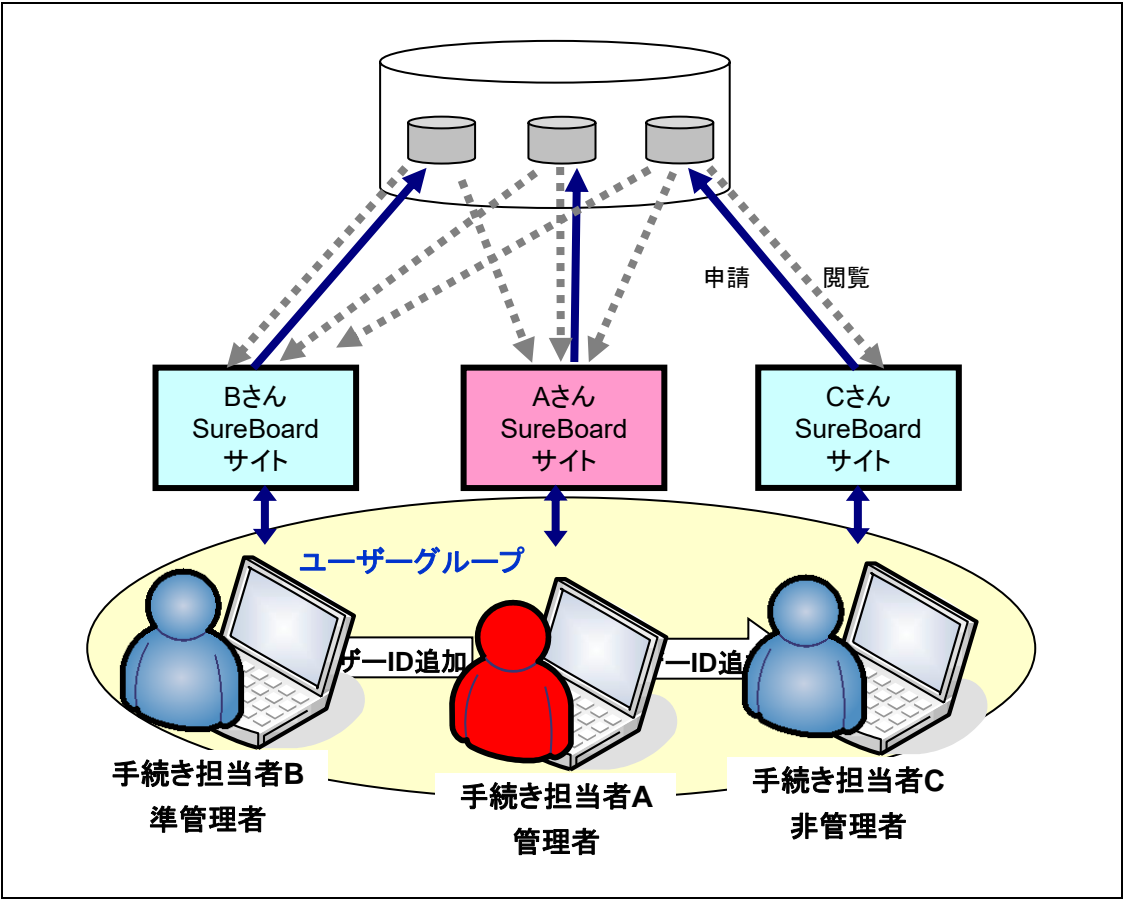 申請
閲覧
Bさん
SureBoard
サイト
Aさん
SureBoard
サイト
Cさん
SureBoard
サイト
ユーザーグループ
ザーID追加
ーID追
手続き担当者B
準管理者
手続き担当者A
管理者
手続き担当者C
非管理者